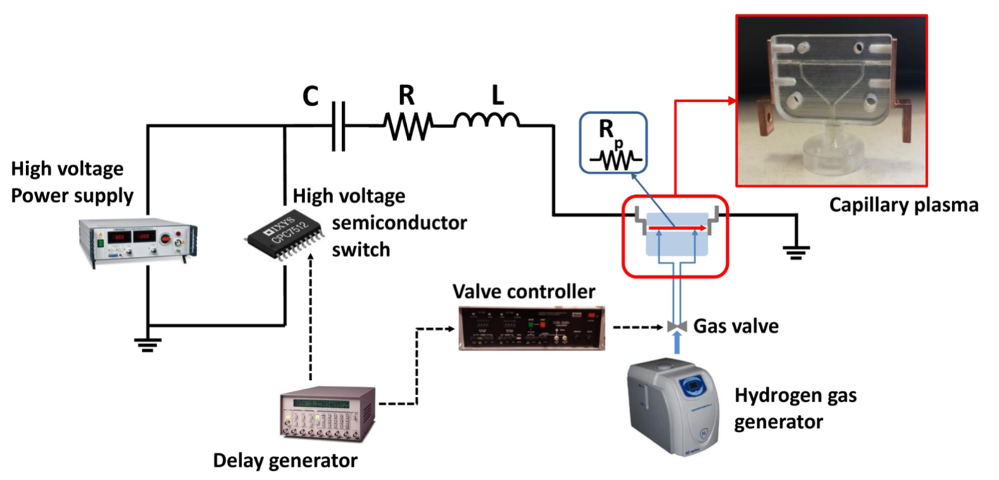 C
R
L
R
p
High voltage
Power supply
High voltage
semiconductor
switch
IXYS
CPC7512
Capillary plasma
Valve controller
Gas valve
Hydrogen gas
generator
Delay generator